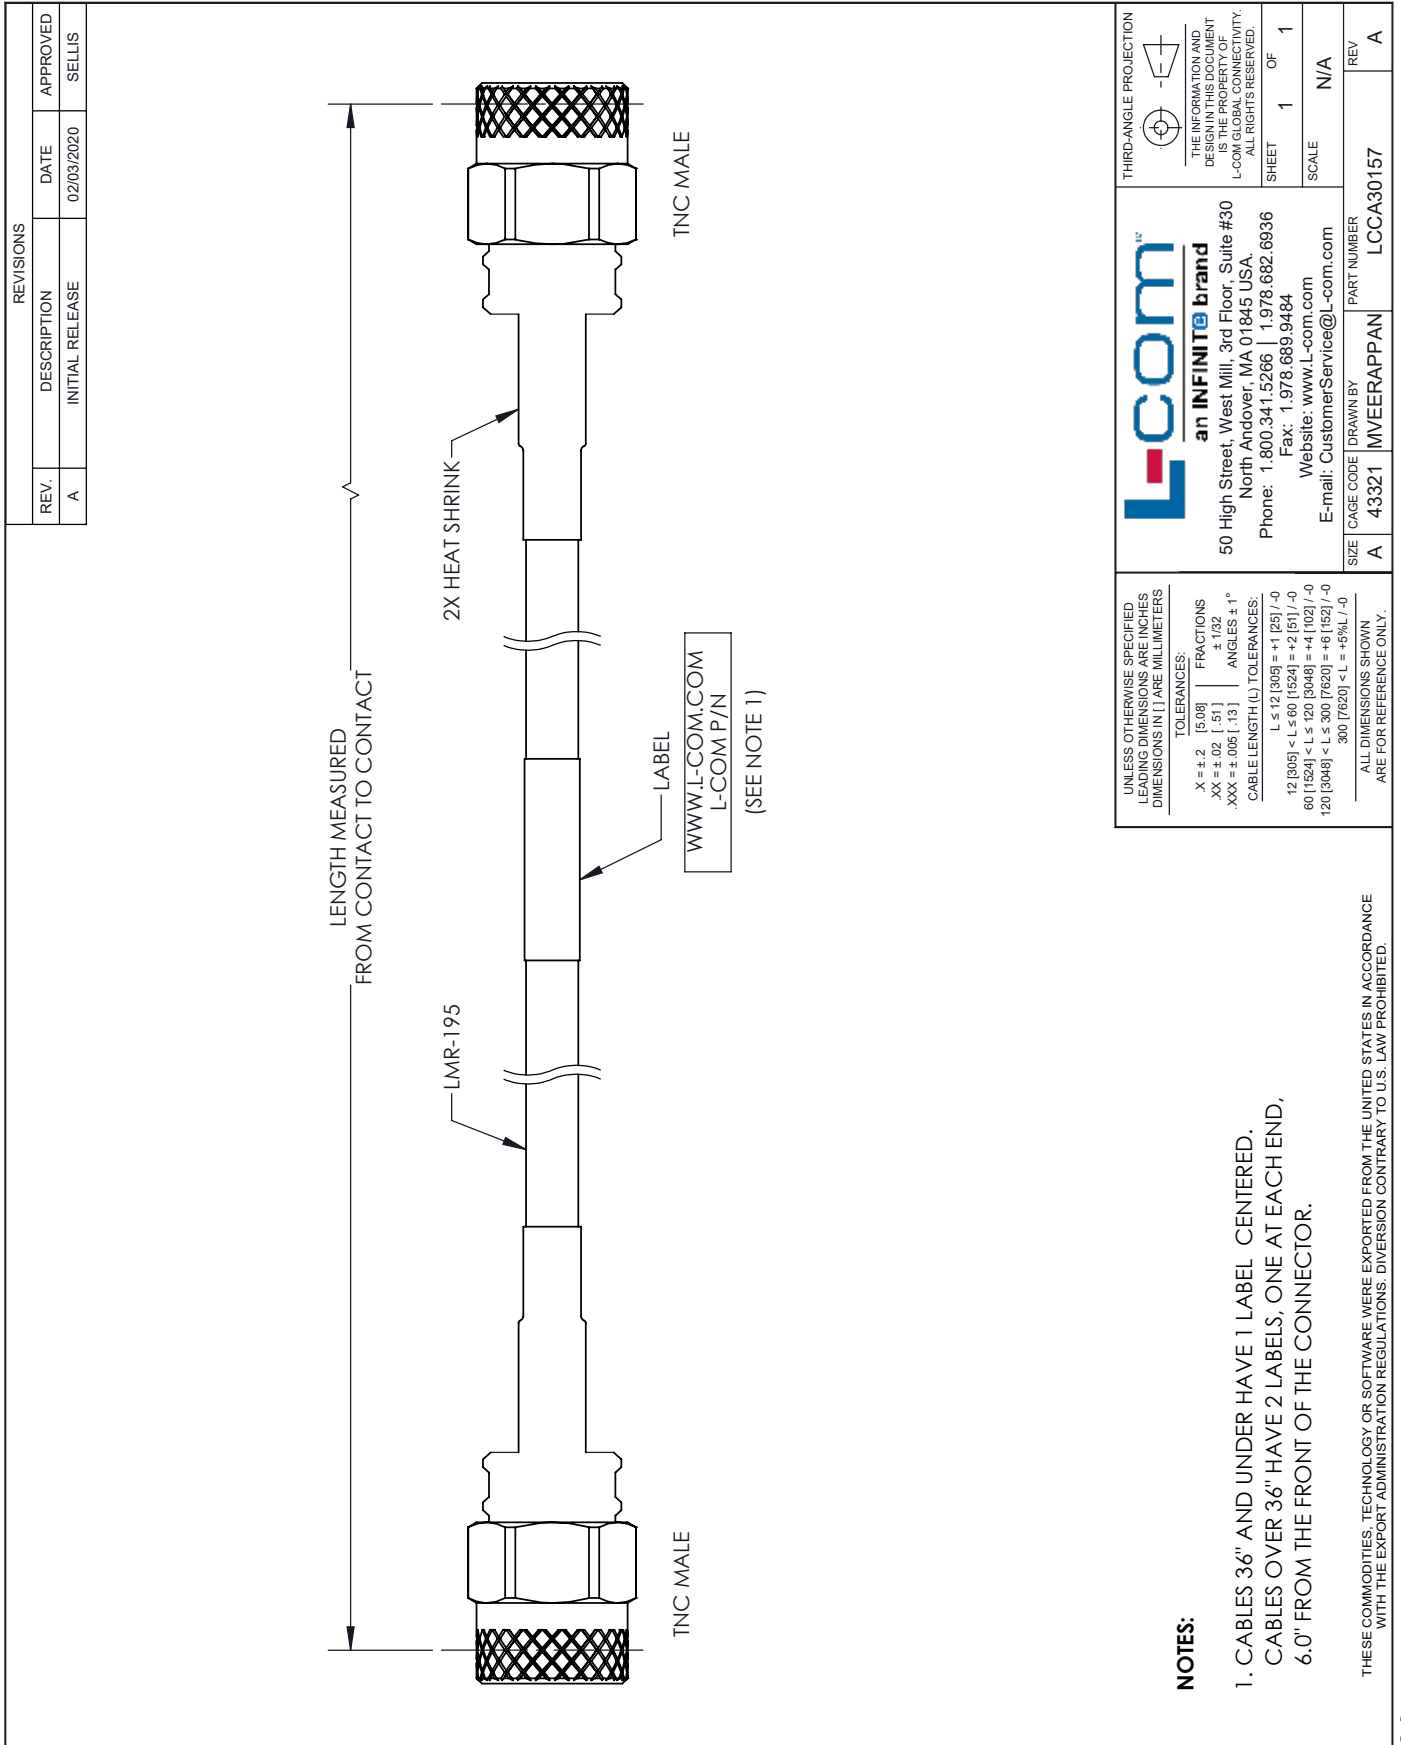 REVISIONS
REV. DESCRIPTION DATE APPROVED
A INITIAL RELEASE 02/03/2020 SELLIS
LENGTH MEASURED
FROM CONTACT TO CONTACT
LMR-195
2X HEAT SHRINK
LABEL
WWW.L-COM.COM
L-COM P/N
(SEE NOTE 1)
TNC MALE
TNC MALE
NOTES:
1. CABLES 36" AND UNDER HAVE 1 LABEL CENTERED.
CABLES OVER 36" HAVE 2 LABELS, ONE AT EACH END,
6.0" FROM THE FRONT OF THE CONNECTOR.
THESE COMMODITIES, TECHNOLOGY OR SOFTWARE WERE EXPORTED FROM THE UNITED STATES IN ACCORDANCE
WITH THE EXPORT ADMINISTRATION REGULATIONS. DIVERSION CONTRARY TO U.S. LAW PROHIBITED.
UNLESS OTHERWISE SPECIFIED
LEADING DIMENSIONS ARE INCHES
DIMENSIONS IN [ ] ARE MILLIMETERS
TOLERANCES:
.X = ± .2 [5.08] FRACTIONS
.XX = ± .02 [ .51 ] ± 1/32
.XXX = ± .005 [ .13 ] ANGLES ± 1°
CABLE LENGTH (L) TOLERANCES:
L ≤ 12 [305] = +1 [25] / -0
12 [305] < L ≤ 60 [1524] = +2 [51] / -0
60 [1524] < L ≤ 120 [3048] = +4 [102] / -0
120 [3048] < L ≤ 300 [7620] = +6 [152] / -0
300 [7620] < L = +5%L / -0
ALL DIMENSIONS SHOWN
ARE FOR REFERENCE ONLY.
L-com
an INFINIT@ brand
50 High Street, West Mill, 3rd Floor, Suite #30
North Andover, MA 01845 USA.
Phone: 1.800.341.5266 | 1.978.682.6936
Fax: 1.978.689.9484
Website: www.L-com.com
E-mail: CustomerService@L-com.com
THIRD-ANGLE PROJECTION
THE INFORMATION AND
DESIGN IN THIS DOCUMENT
IS THE PROPERTY OF
L-COM GLOBAL CONNECTIVITY.
ALL RIGHTS RESERVED.
SHEET 1 OF 1
SCALE N/A
SIZE CAGE CODE DRAWN BY PART NUMBER REV
A 43321 MVEERAPPAN LCCA30157 A